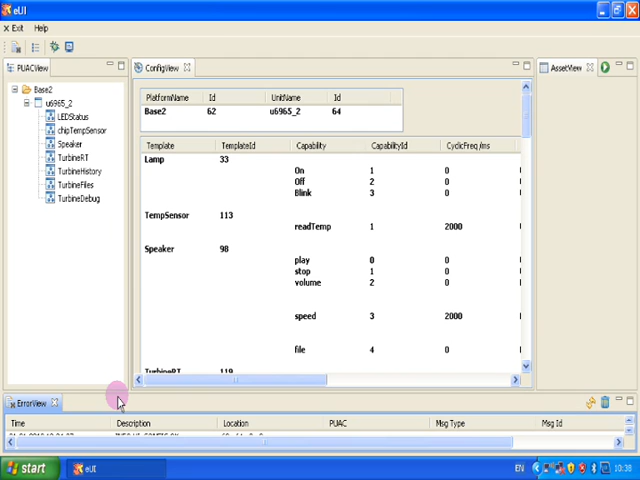 eUI
Exit Help
PUACView
ConfigView
AssetView
Base2
u6965_2
LEDStatus
chipTempSensor
Speaker
TurbineRT
TurbineHistory
TurbineFiles
TurbineDebug
PlatformName Id UnitName Id
Base2 62 u6965_2 64
Template TemplateId Capability CapabilityId CyclicFreq /ms
Lamp 33
On 1 0
Off 2 0
Blink 3 0
TempSensor 113
readTemp 1 2000
Speaker 98
play 0 0
stop 1 0
volume 2 0
speed 3 2000
file 4 0
TurbineRT 119
ErrorView
Time Description Location PUAC Msg Type Msg Id
start eUI EN 10:38